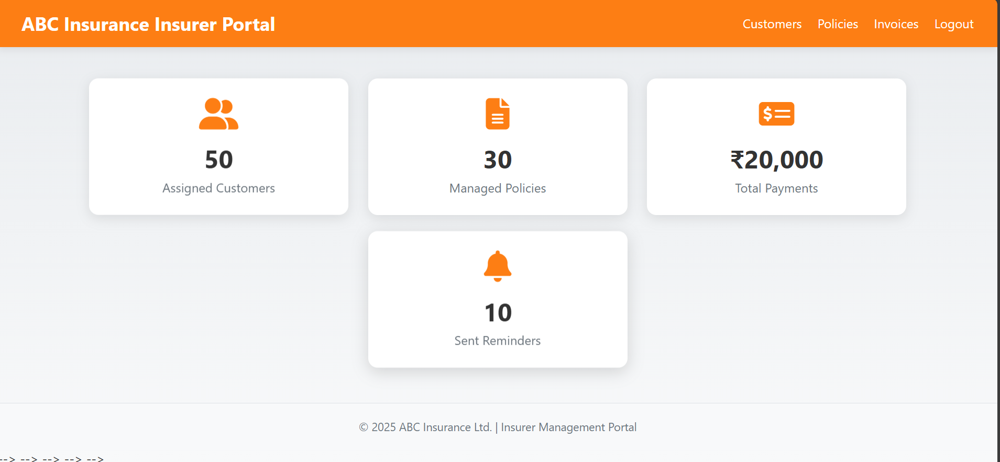 ABC Insurance Insurer Portal
Customers Policies Invoices Logout
50
Assigned Customers
30
Managed Policies
₹20,000
Total Payments
10
Sent Reminders
© 2025 ABC Insurance Ltd. | Insurer Management Portal
--> --> --> --> -->